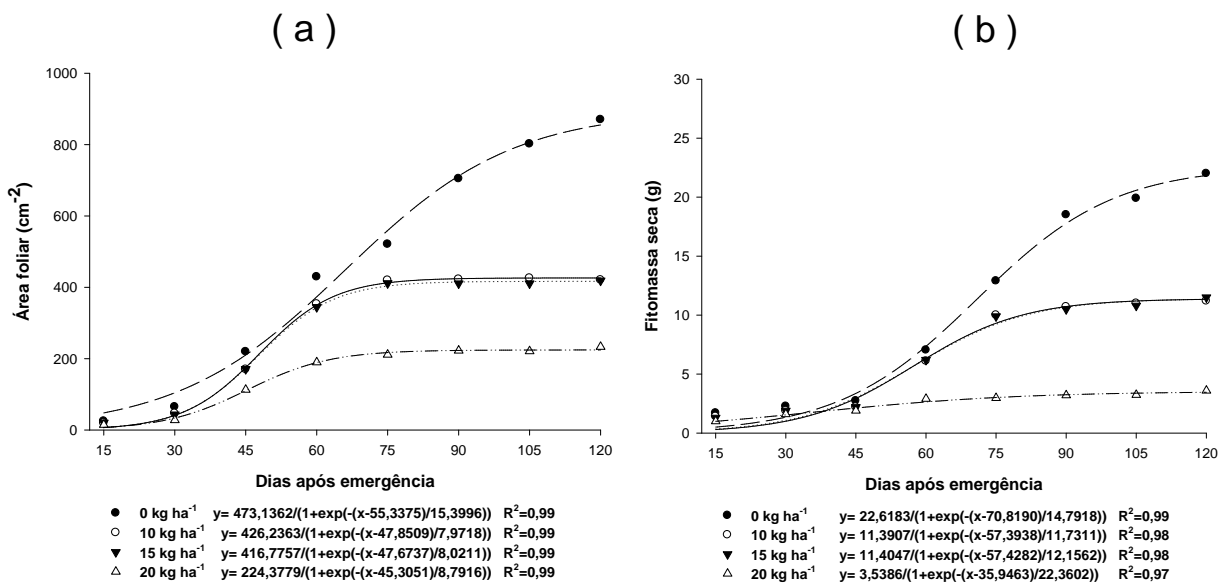 ( a )
1000
800
600
400
200
0
Área foliar (cm-2)
15 30 45 60 75 90 105 120
Dias após emergência
0 kg ha-1 y= 473,1362/(1+exp(-(x-55,3375)/15,3996)) R2=0,99
10 kg ha-1 y= 426,2363/(1+exp(-(x-47,8509)/7,9718)) R2=0,99
15 kg ha-1 y= 416,7757/(1+exp(-(x-47,6737)/8,0211)) R2=0,99
20 kg ha-1 y= 224,3779/(1+exp(-(x-45,3051)/8,7916)) R2=0,99
( b )
30
25
20
15
10
5
0
Fitomassa seca (g)
15 30 45 60 75 90 105 120
Dias após emergência
0 kg ha-1 y= 22,6183/(1+exp(-(x-70,8190)/14,7918)) R2=0,99
10 kg ha-1 y= 11,3907/(1+exp(-(x-57,3938)/11,7311)) R2=0,98
15 kg ha-1 y= 11,4047/(1+exp(-(x-57,4282)/12,1562)) R2=0,98
20 kg ha-1 y= 3,5386/(1+exp(-(x-35,9463)/22,3602)) R2=0,97